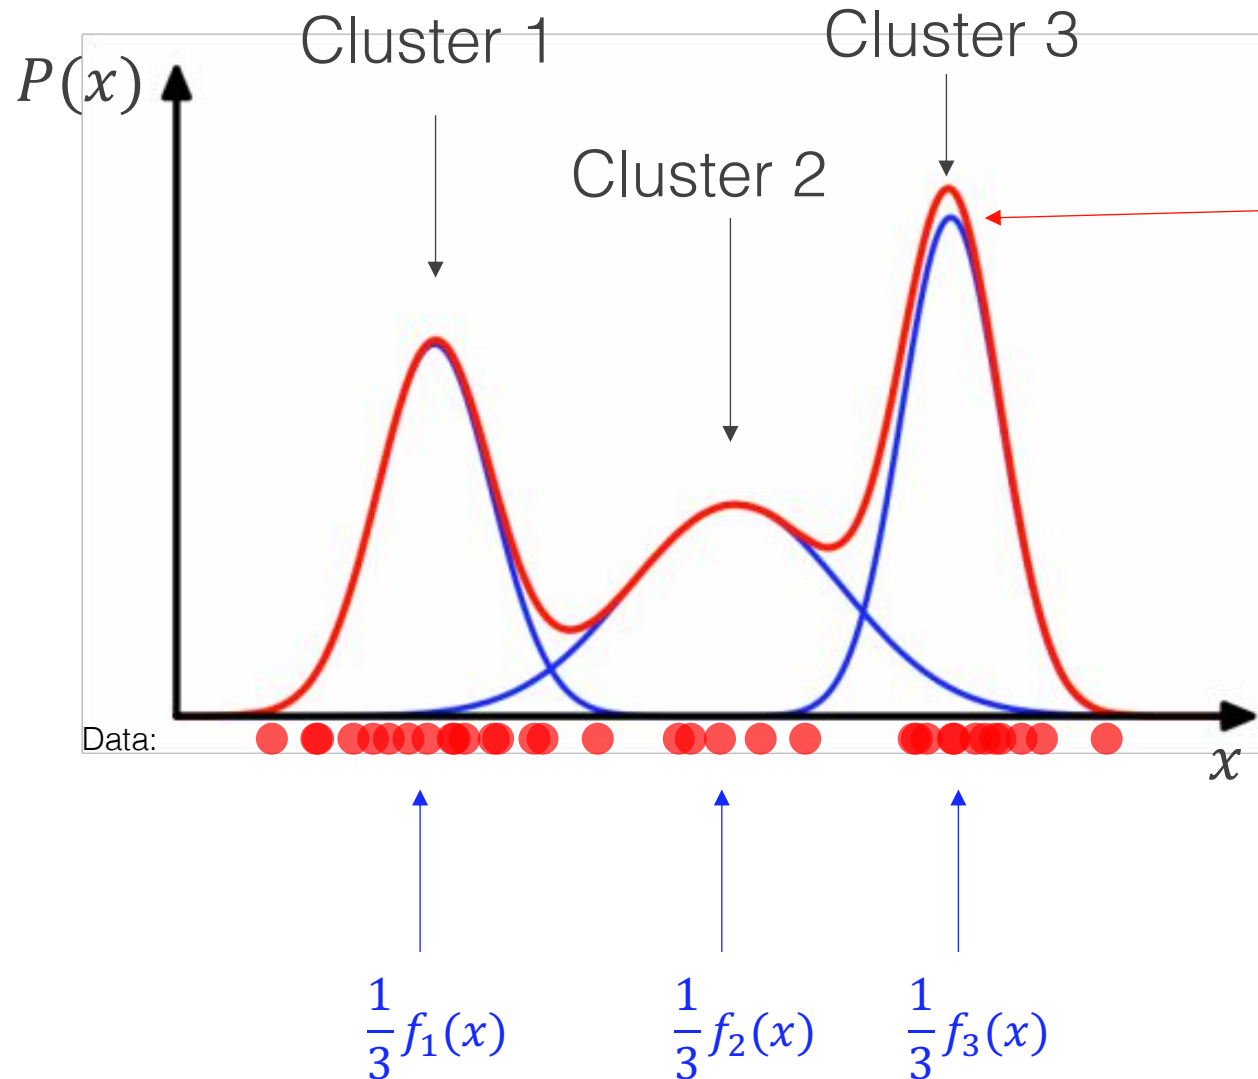 Cluster 1
Cluster 3
P(x)
Cluster 2
Data:
x
1/3 f₁(x)
1/3 f₂(x)
1/3 f₃(x)